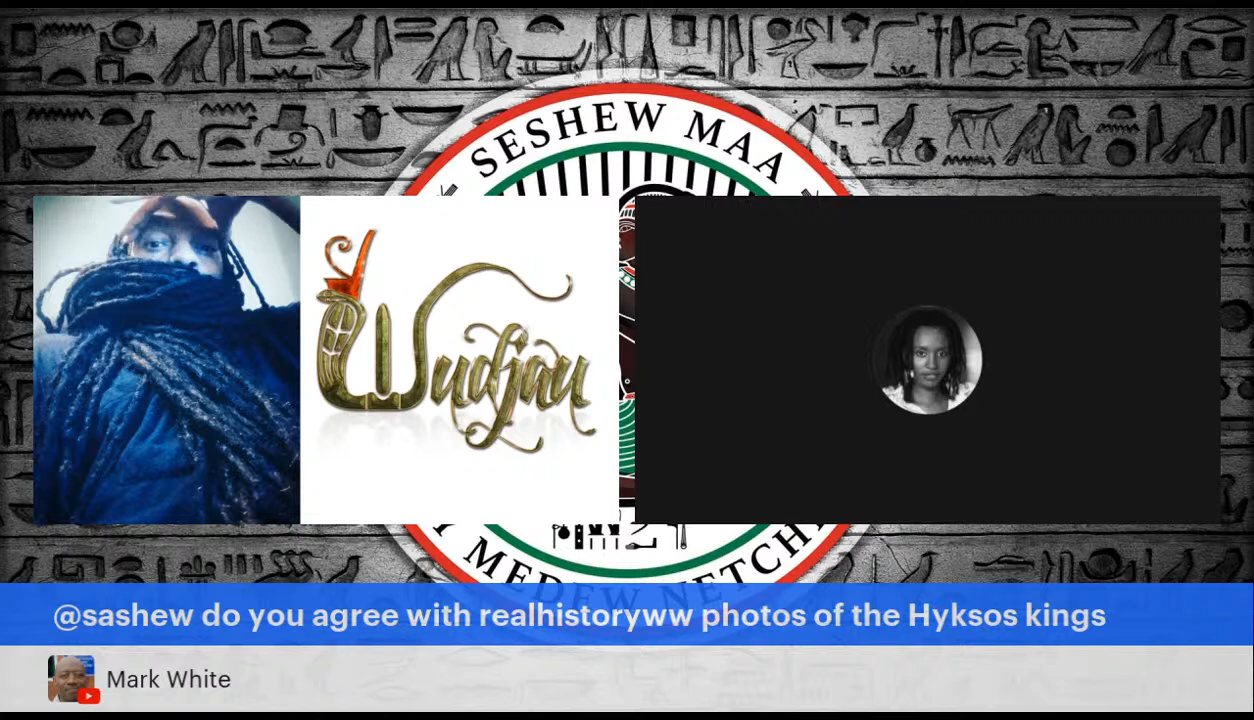 SESHEW MAA
Wudjau
MEDEW NETCH
@sashew do you agree with realhistoryww photos of the Hyksos kings
Mark White